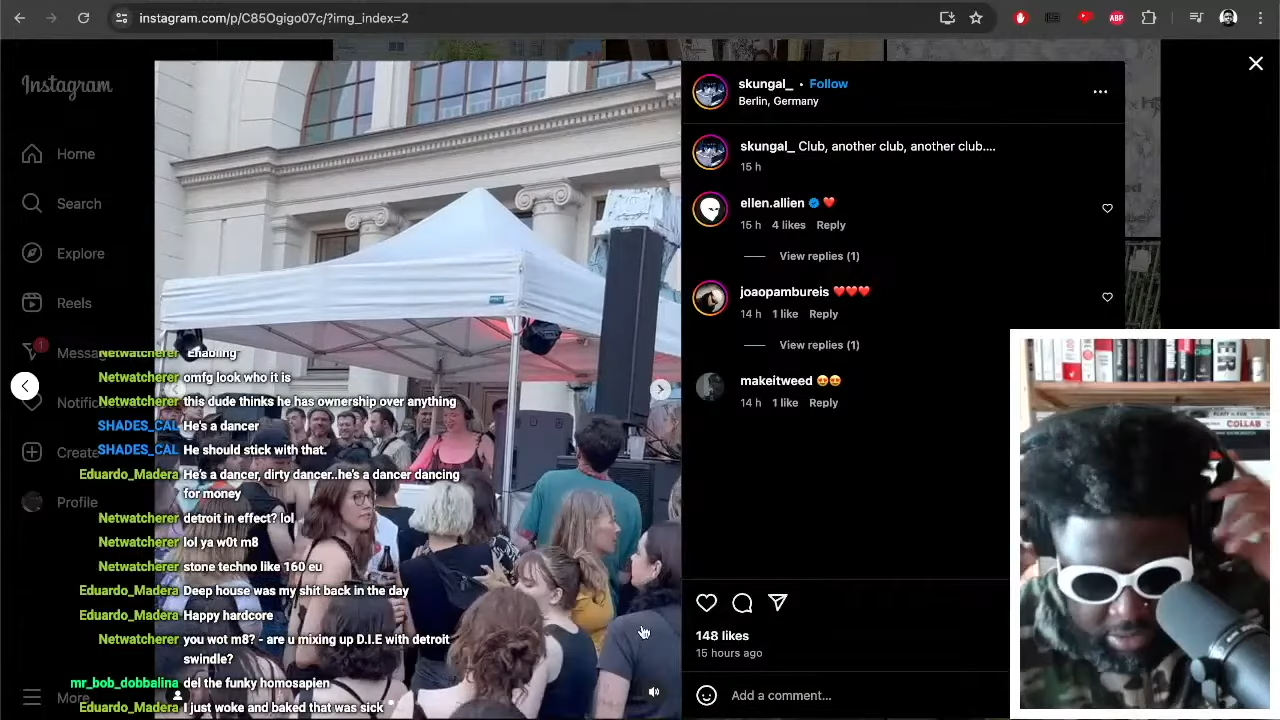 instagram.com/p/C85Ogigo07c/?img_index=2
ABP
Instagram
Home
Search
Explore
Reels
1
Messa
Notific
Create
Profile
More
skungal_ • Follow
Berlin, Germany
skungal_ Club, another club, another club....
15 h
ellen.allien ❤️
15 h 4 likes Reply
View replies (1)
joaopambureis ❤️❤️❤️
14 h 1 like Reply
View replies (1)
makeitweed 😍😍
14 h 1 like Reply
148 likes
15 hours ago
Add a comment...
Netwatcherer Enabling
Netwatcherer omfg look who it is
Netwatcherer this dude thinks he has ownership over anything
SHADES_CAL He's a dancer
SHADES_CAL He should stick with that.
Eduardo_Madera He's a dancer, dirty dancer..he's a dancer dancing
for money
Netwatcherer detroit in effect? lol
Netwatcherer lol ya w0t m8
Netwatcherer stone techno like 160 eu
Eduardo_Madera Deep house was my shit back in the day
Eduardo_Madera Happy hardcore
Netwatcherer you wot m8? - are u mixing up D.I.E with detroit
swindle?
mr_bob_dobbalina del the funky homosapien
Eduardo_Madera I just woke and baked that was sick
COLLAB